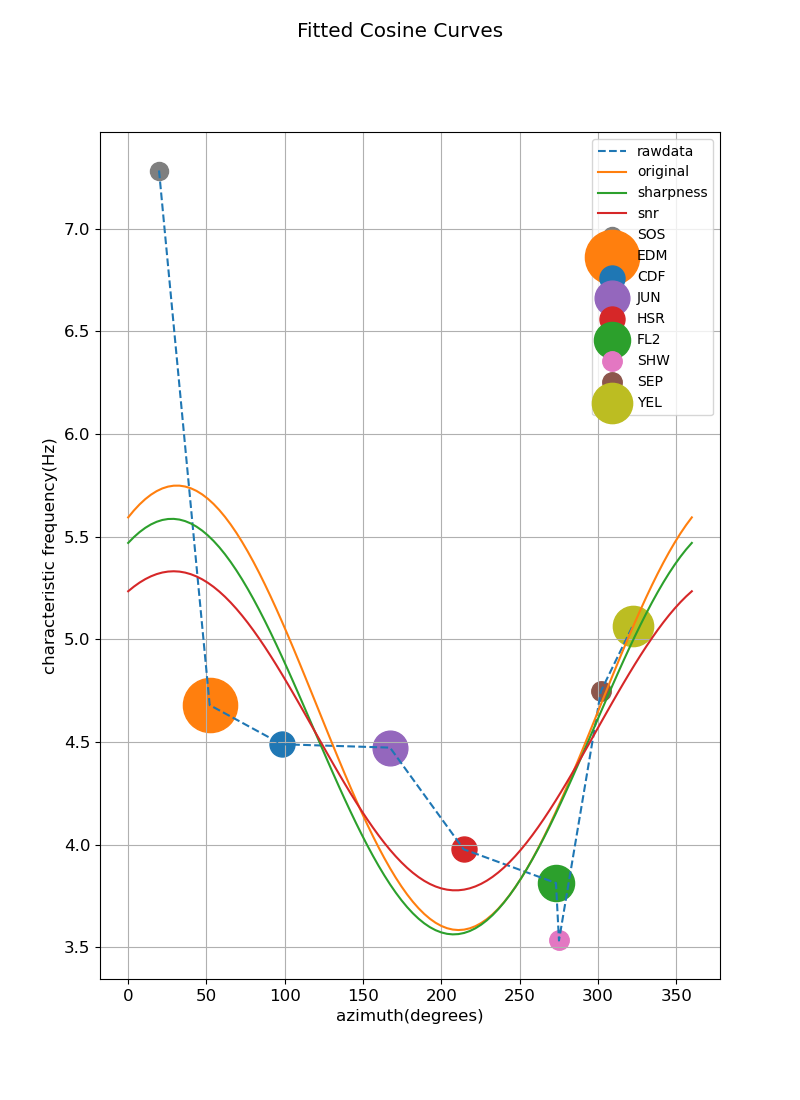 Fitted Cosine Curves
rawdata
original
sharpness
snr
SOS
EDM
CDF
JUN
HSR
FL2
SHW
SEP
YEL
characteristic frequency(Hz)
7.0
6.5
6.0
5.5
5.0
4.5
4.0
3.5
0 50 100 150 200 250 300 350
azimuth(degrees)